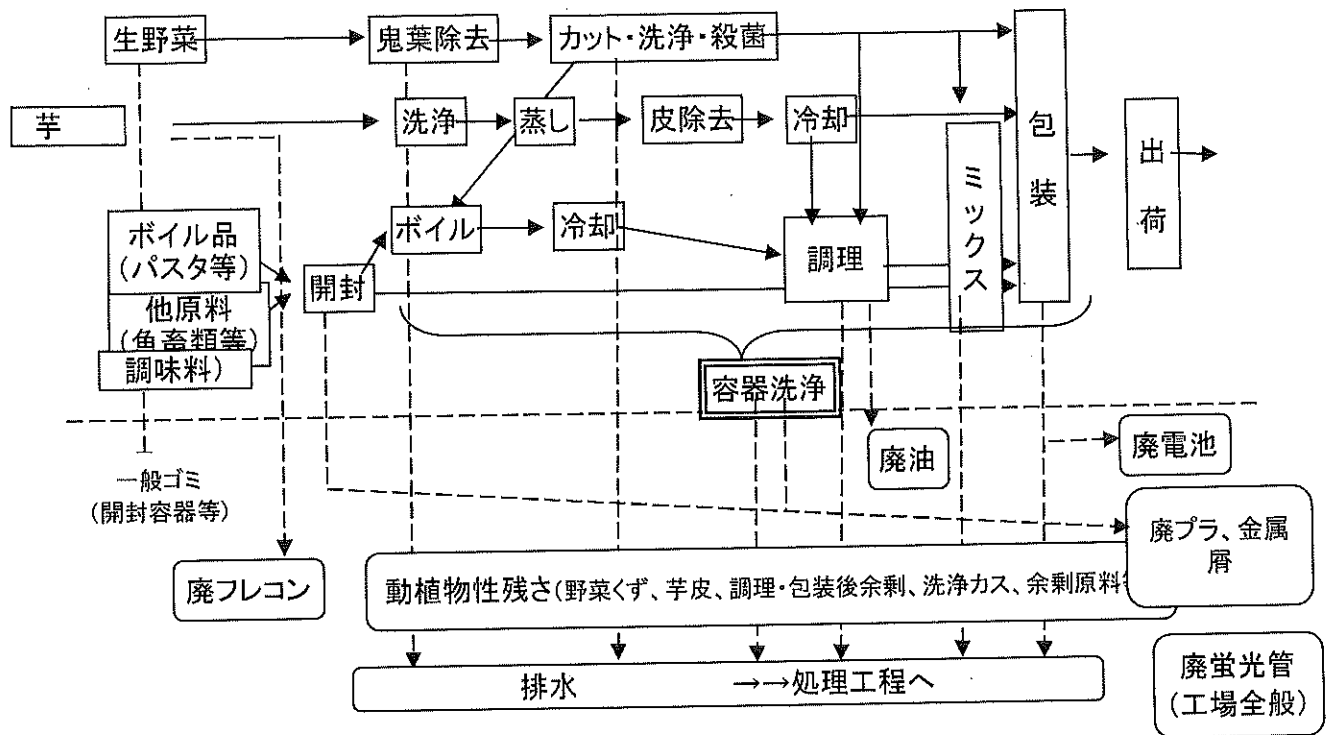 生野菜
鬼葉除去
カット・洗浄・殺菌
芋
洗浄
蒸し
皮除去
冷却
包装
出荷
ミックス
ボイル品
(パスタ等)
ボイル
冷却
調理
開封
他原料
(魚畜類等)
調味料)
容器洗浄
廃油
廃電池
一般ゴミ
(開封容器等)
廃プラ、金属
屑
廃フレコン
動植物性残さ(野菜くず、芋皮、調理・包装後余剰、洗浄カス、余剰原料等
排水 →→処理工程へ
廃蛍光管
(工場全般)